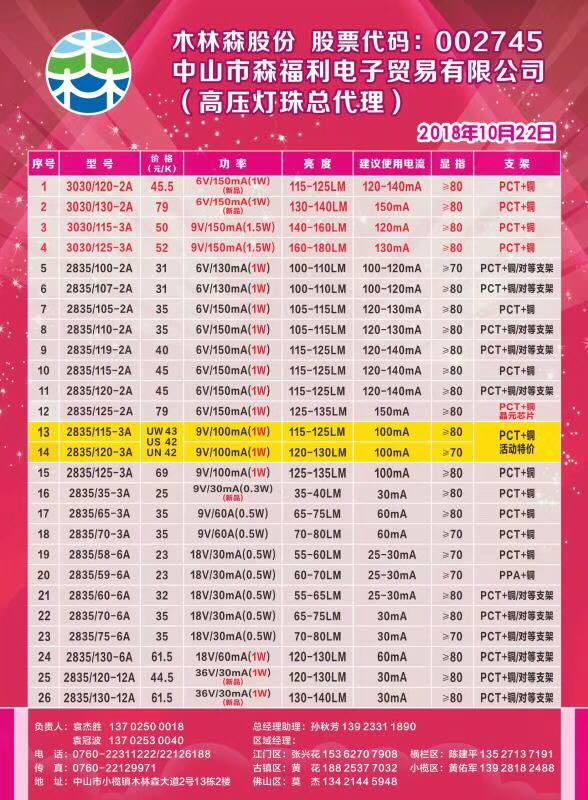 木林森股份 股票代码：002745
中山市森福利电子贸易有限公司
（高压灯珠总代理）
2018年10月22日
序号 型号 价格(元/K) 功率 亮度 建议使用电流 显指 支架
1 3030/120-2A 45.5 6V/150mA(1W)(新品) 115-125LM 120-140mA ≥80 PCT+铜
2 3030/130-2A 79 6V/150mA(1W)(新品) 130-140LM 150mA ≥80 PCT+铜
3 3030/115-3A 50 9V/150mA(1.5W) 140-160LM 120mA ≥80 PCT+铜
4 3030/125-3A 52 9V/150mA(1.5W) 160-180LM 130mA ≥80 PCT+铜
5 2835/100-2A 31 6V/130mA(1W) 100-110LM 100-120mA ≥70 PCT+铜/对等支架
6 2835/107-2A 31 6V/130mA(1W) 100-110LM 100-120mA ≥80 PCT+铜/对等支架
7 2835/105-2A 35 6V/150mA(1W) 105-115LM 120-130mA ≥80 PCT+铜
8 2835/110-2A 35 6V/150mA(1W) 105-115LM 120-130mA ≥80 PCT+铜/对等支架
9 2835/119-2A 40 6V/150mA(1W) 115-125LM 120-140mA ≥80 PCT+铜/对等支架
10 2835/115-2A 45 6V/150mA(1W) 115-125LM 120-140mA ≥80 PCT+铜
11 2835/120-2A 45 6V/150mA(1W) 115-125LM 120-140mA ≥80 PCT+铜/对等支架
12 2835/125-2A 79 6V/150mA(1W) 125-135LM 150mA ≥80 PCT+铜 晶元芯片
13 2835/115-3A UW 43 9V/100mA(1W) 115-125LM 100mA ≥80 PCT+铜
US 42
14 2835/120-3A UN 42 9V/100mA(1W) 120-130LM 100mA ≥70 活动特价
15 2835/125-3A 69 9V/100mA(1W) 125-135LM 100mA ≥80 PCT+铜
16 2835/35-3A 25 9V/30mA(0.3W)(新品) 35-40LM 30mA ≥80 PCT+铜
17 2835/65-3A 35 9V/60A(0.5W) 65-75LM 60mA ≥80 PCT+铜
18 2835/70-3A 35 9V/60A(0.5W) 70-80LM 60mA ≥70 PCT+铜
19 2835/58-6A 23 18V/30mA(0.5W) 55-60LM 25-30mA ≥70 PCT+铜
20 2835/59-6A 23 18V/30mA(0.5W) 60-70LM 25-30mA ≥70 PPA+铜
21 2835/60-6A 32 18V/30mA(0.5W) 55-65LM 25-30mA ≥80 PCT+铜/对等支架
22 2835/70-6A 35 18V/30mA(0.5W) 65-75LM 30mA ≥80 PCT+铜/对等支架
23 2835/75-6A 35 18V/30mA(0.5W) 70-80LM 30mA ≥70 PCT+铜/对等支架
24 2835/130-6A 61.5 18V/60mA(1W) 120-130LM 60mA ≥80 PCT+铜/对等支架
25 2835/120-12A 44.5 36V/30mA(1W)(新品) 120-130LM 30mA ≥80 PCT+铜/对等支架
26 2835/130-12A 61.5 36V/30mA(1W)(新品) 130-140LM 30mA ≥80 PCT+铜/对等支架
负责人：袁杰胜 137 0250 0018
袁冠波 137 0253 0040
电 话：0760-22311222/22126188
传 真：0760-22129971
地 址：中山市小榄镇木林森大道2号13栋2楼
总经理助理：孙秋芳 139 2331 1890
区域经理：
江门区：张兴花 153 6270 7908 横栏区：陈建平 135 2713 7191
古镇区：黄 花 188 2537 7032 小榄区：黄佑军 139 2818 2488
佛山区：莫 杰 134 2144 5948